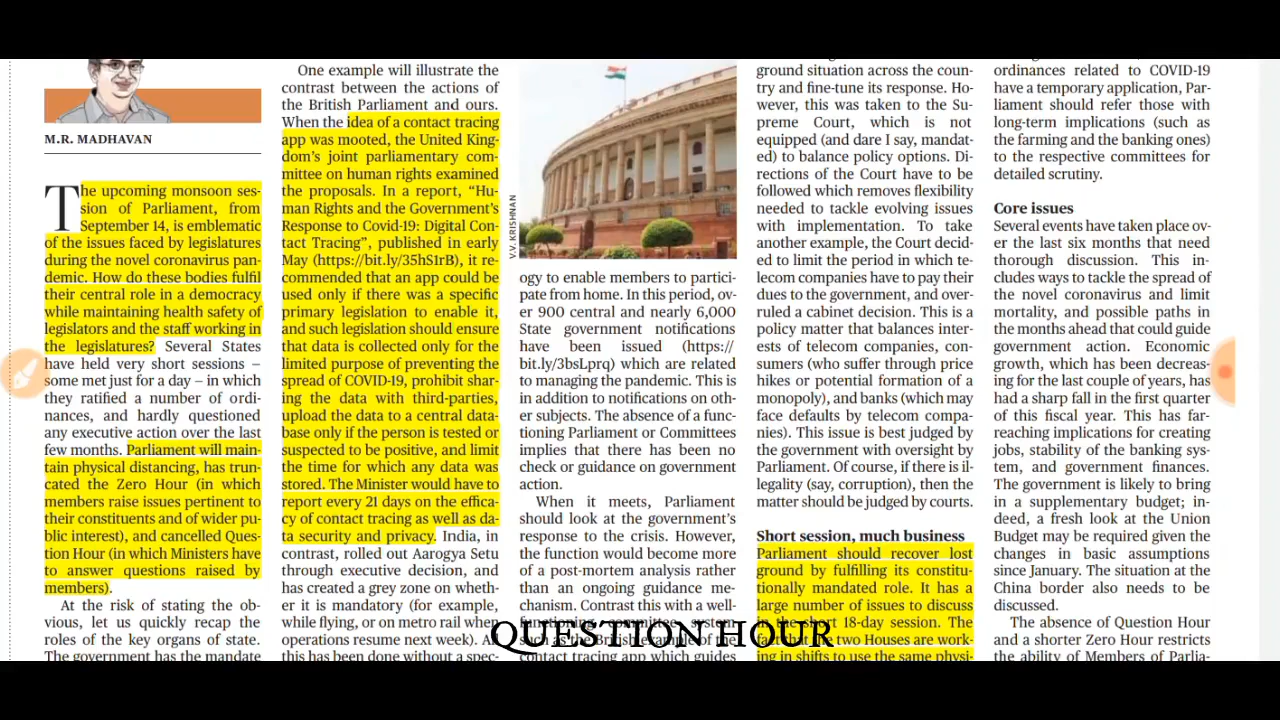 M.R. MADHAVAN
The upcoming monsoon ses-
sion of Parliament, from
September 14, is emblematic
of the issues faced by legislatures
during the novel coronavirus pan-
demic. How do these bodies fulfil
their central role in a democracy
while maintaining health safety of
legislators and the staff working in
the legislatures? Several States
have held very short sessions –
some met just for a day – in which
they ratified a number of ordi-
nances, and hardly questioned
any executive action over the last
few months. Parliament will main-
tain physical distancing, has trun-
cated the Zero Hour (in which
members raise issues pertinent to
their constituents and of wider pu-
blic interest), and cancelled Ques-
tion Hour (in which Ministers have
to answer questions raised by
members).
At the risk of stating the ob-
vious, let us quickly recap the
roles of the key organs of state.
The government has the mandate
One example will illustrate the
contrast between the actions of
the British Parliament and ours.
When the idea of a contact tracing
app was mooted, the United King-
dom's joint parliamentary com-
mittee on human rights examined
the proposals. In a report, "Hu-
man Rights and the Government's
Response to Covid-19: Digital Con-
tact Tracing", published in early
May (https://bit.ly/35hS1rB), it re-
commended that an app could be
used only if there was a specific
primary legislation to enable it,
and such legislation should ensure
that data is collected only for the
limited purpose of preventing the
spread of COVID-19, prohibit shar-
ing the data with third-parties,
upload the data to a central data-
base only if the person is tested or
suspected to be positive, and limit
the time for which any data was
stored. The Minister would have to
report every 21 days on the effica-
cy of contact tracing as well as da-
ta security and privacy. India, in
contrast, rolled out Aarogya Setu
through executive decision, and
has created a grey zone on wheth-
er it is mandatory (for example,
while flying, or on metro rail when
operations resume next week).
this has been done without a spec-
V.V. KRISHNAN
ogy to enable members to partici-
pate from home. In this period, ov-
er 900 central and nearly 6,000
State government notifications
have been issued (https://
bit.ly/3bsLprq) which are related
to managing the pandemic. This is
in addition to notifications on oth-
er subjects. The absence of a func-
tioning Parliament or Committees
implies that there has been no
check or guidance on government
action.
When it meets, Parliament
should look at the government's
response to the crisis. However,
the function would become more
of a post-mortem analysis rather
than an ongoing guidance me-
chanism. Contrast this with a well-
functioning committee system
such as the British example of the
contact tracing app which guides
ground situation across the coun-
try and fine-tune its response. Ho-
wever, this was taken to the Su-
preme Court, which is not
equipped (and dare I say, mandat-
ed) to balance policy options. Di-
rections of the Court have to be
followed which removes flexibility
needed to tackle evolving issues
with implementation. To take
another example, the Court decid-
ed to limit the period in which te-
lecom companies have to pay their
dues to the government, and over-
ruled a cabinet decision. This is a
policy matter that balances inter-
ests of telecom companies, con-
sumers (who suffer through price
hikes or potential formation of a
monopoly), and banks (which may
face defaults by telecom compa-
nies). This issue is best judged by
the government with oversight by
Parliament. Of course, if there is il-
legality (say, corruption), then the
matter should be judged by courts.
Short session, much business
Parliament should recover lost
ground by fulfilling its constitu-
tionally mandated role. It has a
large number of issues to discuss
in the short 18-day session. The
two Houses are work-
ing in shifts to use the same physi-
ordinances related to COVID-19
have a temporary application, Par-
liament should refer those with
long-term implications (such as
the farming and the banking ones)
to the respective committees for
detailed scrutiny.
Core issues
Several events have taken place ov-
er the last six months that need
thorough discussion. This in-
cludes ways to tackle the spread of
the novel coronavirus and limit
mortality, and possible paths in
the months ahead that could guide
government action. Economic
growth, which has been decreas-
ing for the last couple of years, has
had a sharp fall in the first quarter
of this fiscal year. This has far-
reaching implications for creating
jobs, stability of the banking sys-
tem, and government finances.
The government is likely to bring
in a supplementary budget; in-
deed, a fresh look at the Union
Budget may be required given the
changes in basic assumptions
since January. The situation at the
China border also needs to be
discussed.
The absence of Question Hour
and a shorter Zero Hour restricts
the ability of Members of Parlia-
QUESTION HOUR